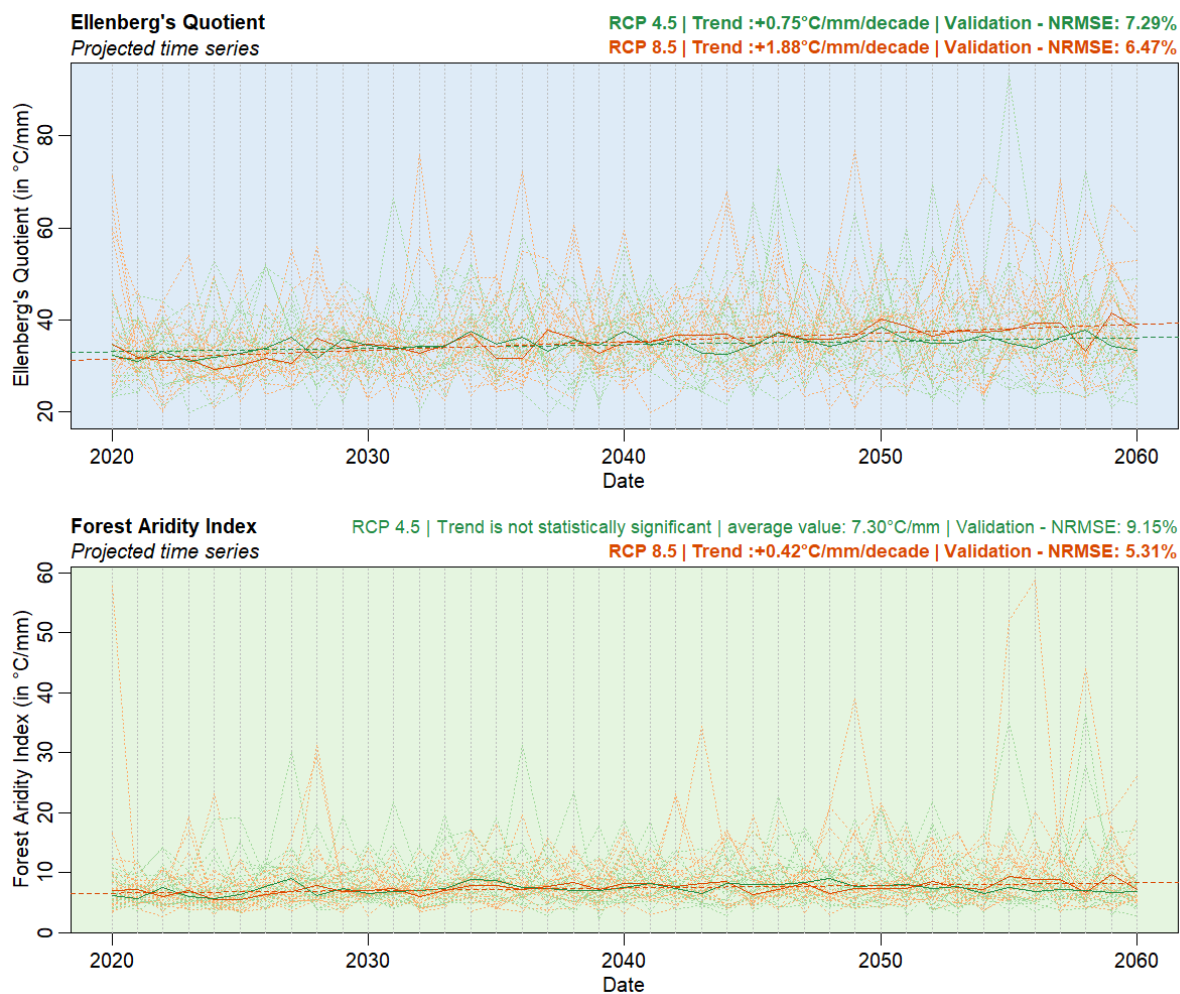 Ellenberg's Quotient
RCP 4.5 | Trend :+0.75°C/mm/decade | Validation - NRMSE: 7.29%
Projected time series
RCP 8.5 | Trend :+1.88°C/mm/decade | Validation - NRMSE: 6.47%
Ellenberg's Quotient (in °C/mm)
80
60
40
20
2020 2030 2040 2050 2060
Date
Forest Aridity Index
RCP 4.5 | Trend is not statistically significant | average value: 7.30°C/mm | Validation - NRMSE: 9.15%
Projected time series
RCP 8.5 | Trend :+0.42°C/mm/decade | Validation - NRMSE: 5.31%
Forest Aridity Index (in °C/mm)
60
50
40
30
20
10
0
2020 2030 2040 2050 2060
Date